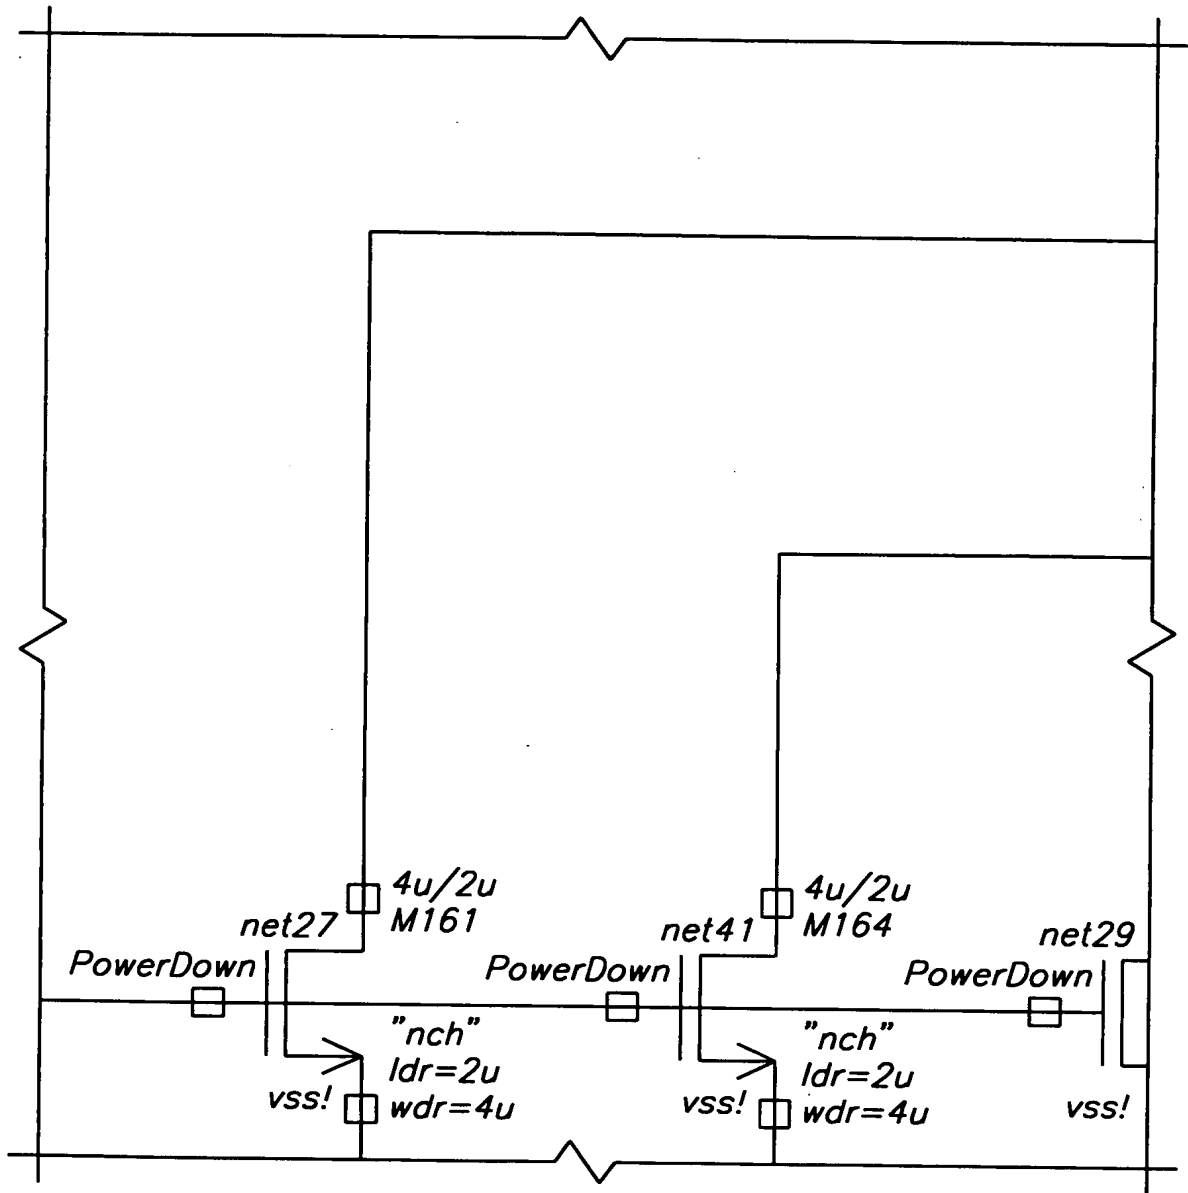 4u/2u
M161
net27
PowerDown
"nch"
ldr=2u
wdr=4u
vss!
4u/2u
M164
net41
PowerDown
"nch"
ldr=2u
wdr=4u
vss!
net29
PowerDown
vss!